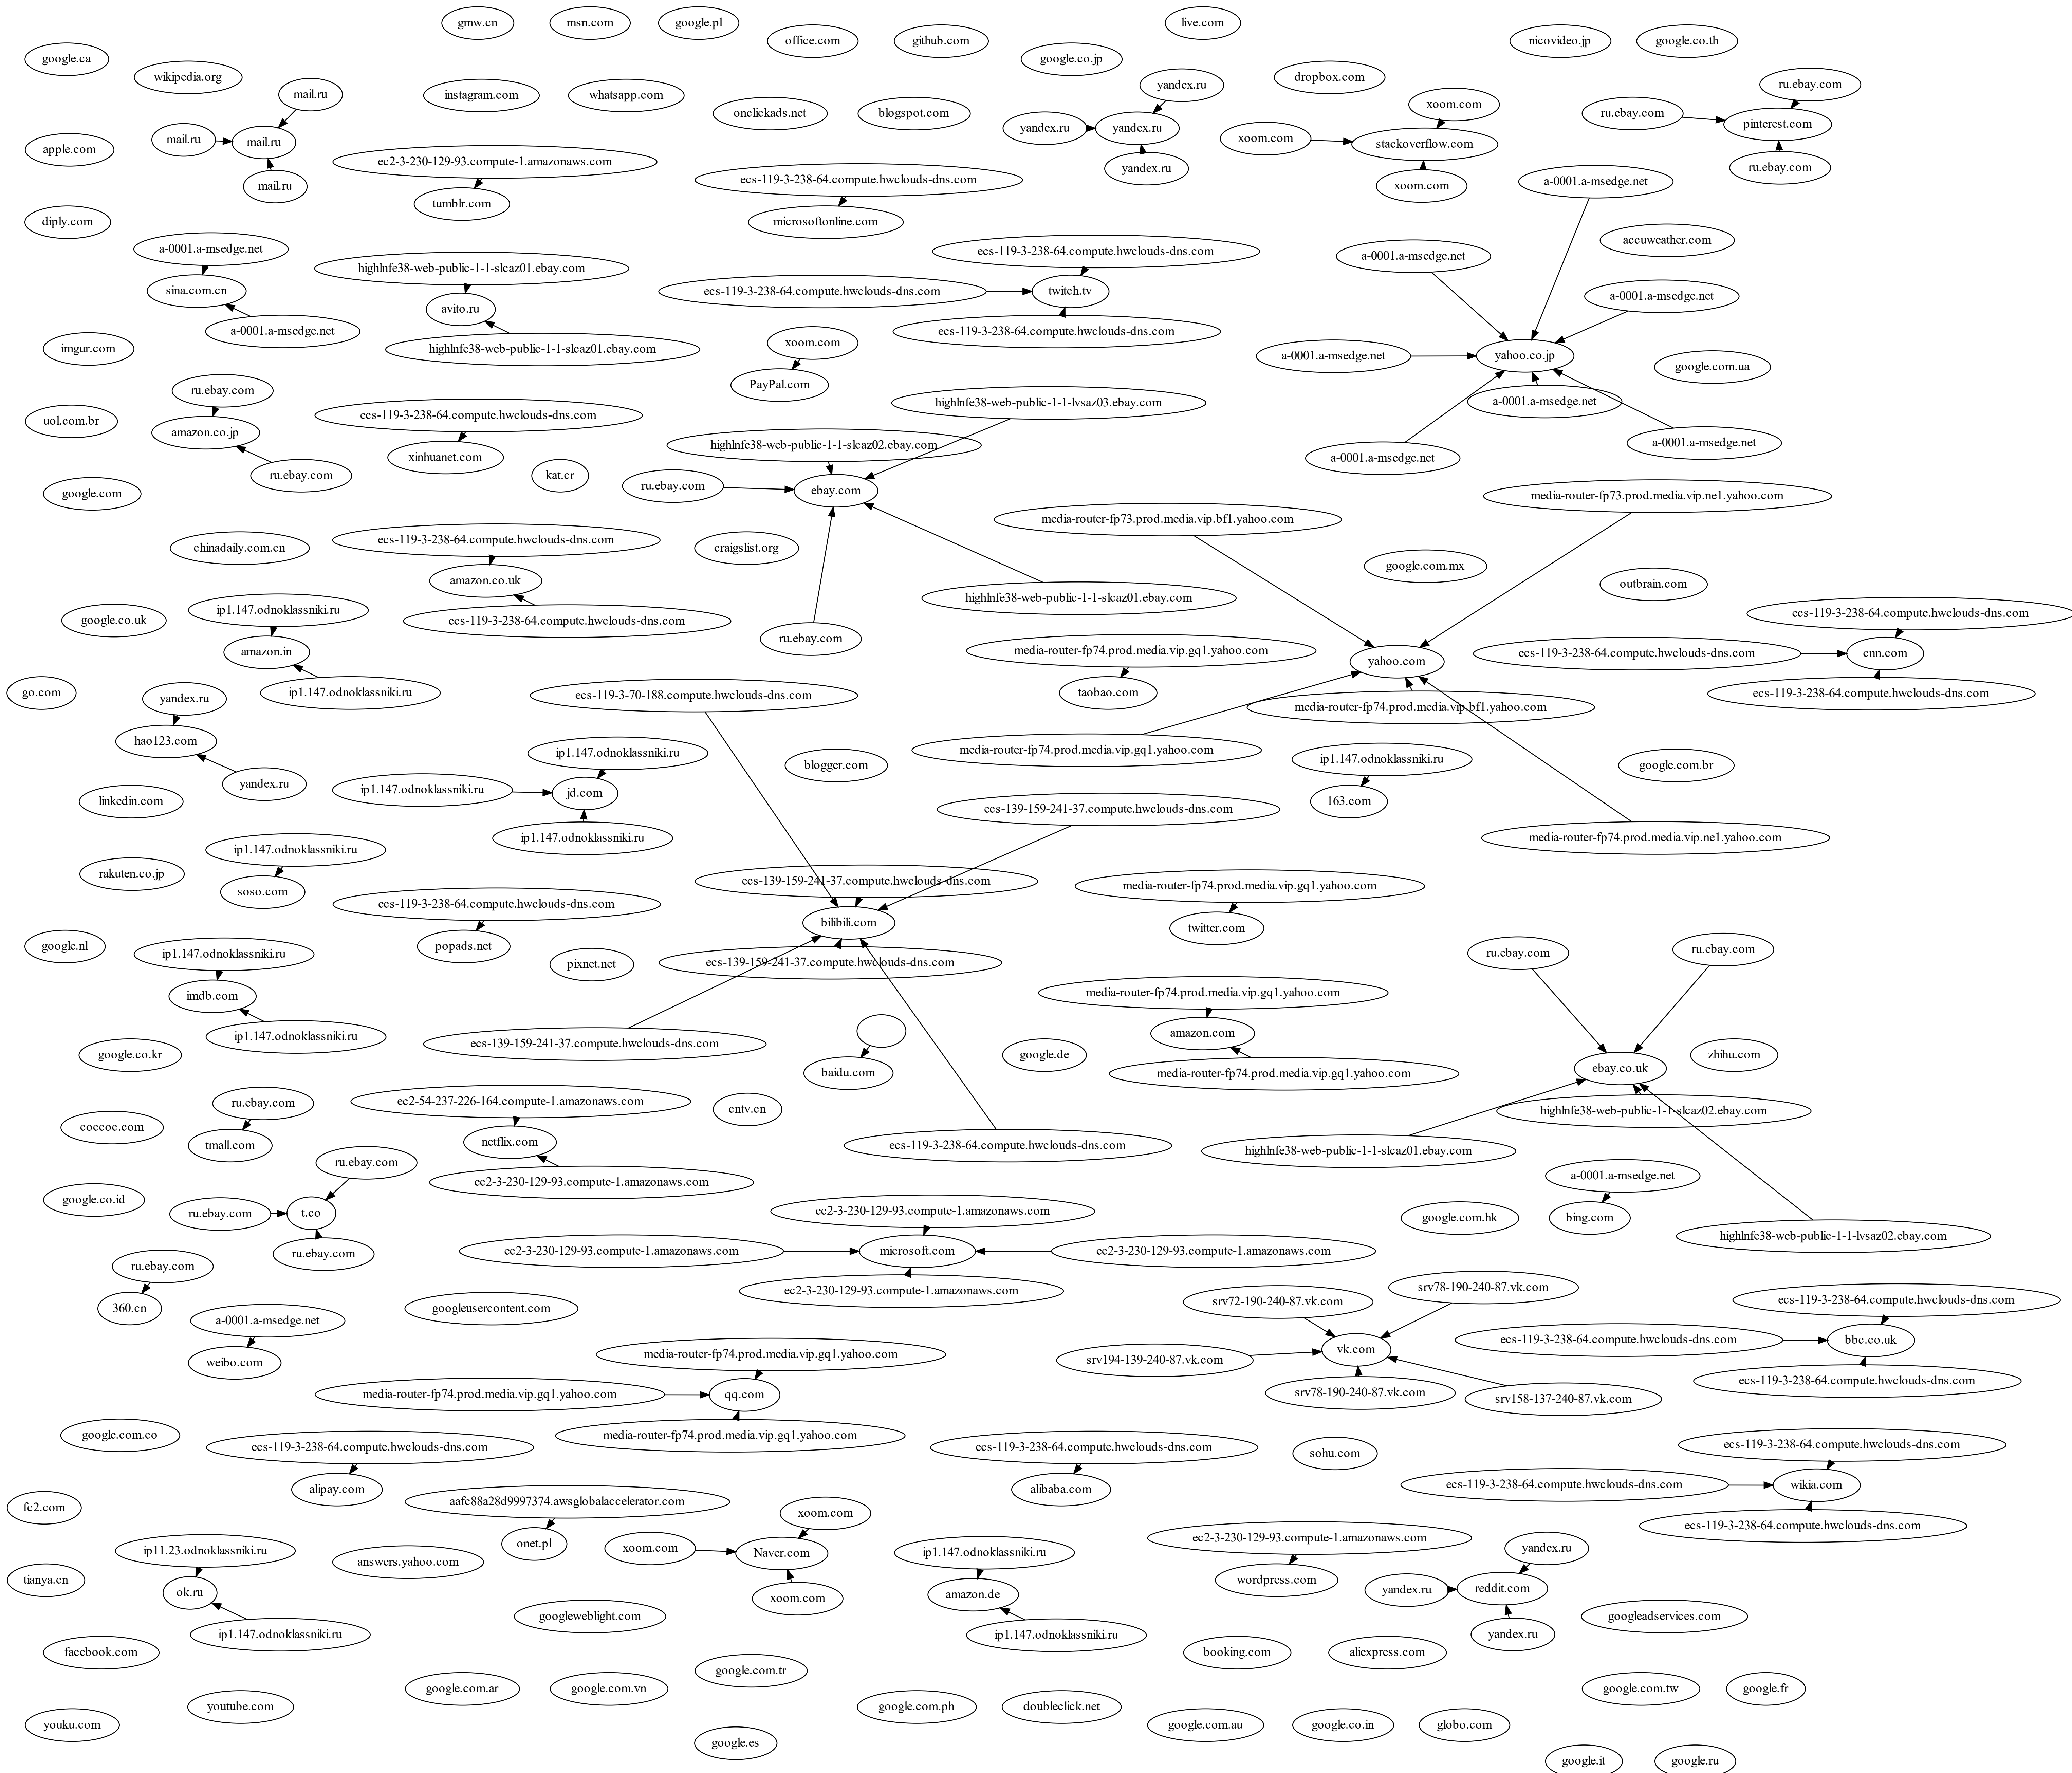 gmw.cn
msn.com
google.pl
live.com
office.com
github.com
nicovideo.jp
google.co.th
google.ca
google.co.jp
wikipedia.org
dropbox.com
yandex.ru
ru.ebay.com
mail.ru
instagram.com
whatsapp.com
xoom.com
onclickads.net
blogspot.com
ru.ebay.com
pinterest.com
yandex.ru
yandex.ru
xoom.com
mail.ru
mail.ru
stackoverflow.com
apple.com
ec2-3-230-129-93.compute-1.amazonaws.com
yandex.ru
ru.ebay.com
ecs-119-3-238-64.compute.hwclouds-dns.com
a-0001.a-msedge.net
mail.ru
xoom.com
tumblr.com
diply.com
microsoftonline.com
accuweather.com
a-0001.a-msedge.net
ecs-119-3-238-64.compute.hwclouds-dns.com
a-0001.a-msedge.net
highlnfe38-web-public-1-1-slcaz01.ebay.com
sina.com.cn
ecs-119-3-238-64.compute.hwclouds-dns.com
twitch.tv
a-0001.a-msedge.net
avito.ru
a-0001.a-msedge.net
ecs-119-3-238-64.compute.hwclouds-dns.com
xoom.com
imgur.com
highlnfe38-web-public-1-1-slcaz01.ebay.com
a-0001.a-msedge.net
yahoo.co.jp
google.com.ua
PayPal.com
ru.ebay.com
highlnfe38-web-public-1-1-lvsaz03.ebay.com
a-0001.a-msedge.net
ecs-119-3-238-64.compute.hwclouds-dns.com
uol.com.br
amazon.co.jp
highlnfe38-web-public-1-1-slcaz02.ebay.com
a-0001.a-msedge.net
xinhuanet.com
a-0001.a-msedge.net
ru.ebay.com
kat.cr
ru.ebay.com
ebay.com
google.com
media-router-fp73.prod.media.vip.ne1.yahoo.com
media-router-fp73.prod.media.vip.bf1.yahoo.com
ecs-119-3-238-64.compute.hwclouds-dns.com
chinadaily.com.cn
craigslist.org
google.com.mx
amazon.co.uk
outbrain.com
highlnfe38-web-public-1-1-slcaz01.ebay.com
ip1.147.odnoklassniki.ru
ecs-119-3-238-64.compute.hwclouds-dns.com
google.co.uk
ecs-119-3-238-64.compute.hwclouds-dns.com
ru.ebay.com
amazon.in
media-router-fp74.prod.media.vip.gq1.yahoo.com
yahoo.com
ecs-119-3-238-64.compute.hwclouds-dns.com
cnn.com
go.com
ip1.147.odnoklassniki.ru
ecs-119-3-70-188.compute.hwclouds-dns.com
taobao.com
ecs-119-3-238-64.compute.hwclouds-dns.com
yandex.ru
media-router-fp74.prod.media.vip.bf1.yahoo.com
hao123.com
media-router-fp74.prod.media.vip.gq1.yahoo.com
ip1.147.odnoklassniki.ru
ip1.147.odnoklassniki.ru
blogger.com
google.com.br
yandex.ru
ip1.147.odnoklassniki.ru
jd.com
linkedin.com
163.com
ecs-139-159-241-37.compute.hwclouds-dns.com
ip1.147.odnoklassniki.ru
media-router-fp74.prod.media.vip.ne1.yahoo.com
ip1.147.odnoklassniki.ru
rakuten.co.jp
ecs-139-159-241-37.compute.hwclouds-dns.com
media-router-fp74.prod.media.vip.gq1.yahoo.com
soso.com
ecs-119-3-238-64.compute.hwclouds-dns.com
bilibili.com
twitter.com
google.nl
popads.net
ip1.147.odnoklassniki.ru
ru.ebay.com
ru.ebay.com
pixnet.net
ecs-139-159-241-37.compute.hwclouds-dns.com
imdb.com
media-router-fp74.prod.media.vip.gq1.yahoo.com
ip1.147.odnoklassniki.ru
ecs-139-159-241-37.compute.hwclouds-dns.com
amazon.com
google.co.kr
google.de
zhihu.com
baidu.com
media-router-fp74.prod.media.vip.gq1.yahoo.com
ebay.co.uk
ru.ebay.com
ec2-54-237-226-164.compute-1.amazonaws.com
cntv.cn
highlnfe38-web-public-1-1-slcaz02.ebay.com
coccoc.com
tmall.com
netflix.com
ecs-119-3-238-64.compute.hwclouds-dns.com
highlnfe38-web-public-1-1-slcaz01.ebay.com
ru.ebay.com
ec2-3-230-129-93.compute-1.amazonaws.com
a-0001.a-msedge.net
google.co.id
ru.ebay.com
t.co
ec2-3-230-129-93.compute-1.amazonaws.com
google.com.hk
bing.com
ru.ebay.com
ec2-3-230-129-93.compute-1.amazonaws.com
microsoft.com
ec2-3-230-129-93.compute-1.amazonaws.com
highlnfe38-web-public-1-1-lvsaz02.ebay.com
ru.ebay.com
ec2-3-230-129-93.compute-1.amazonaws.com
srv78-190-240-87.vk.com
360.cn
googleusercontent.com
srv72-190-240-87.vk.com
ecs-119-3-238-64.compute.hwclouds-dns.com
a-0001.a-msedge.net
ecs-119-3-238-64.compute.hwclouds-dns.com
bbc.co.uk
weibo.com
media-router-fp74.prod.media.vip.gq1.yahoo.com
srv194-139-240-87.vk.com
vk.com
ecs-119-3-238-64.compute.hwclouds-dns.com
media-router-fp74.prod.media.vip.gq1.yahoo.com
qq.com
srv78-190-240-87.vk.com
srv158-137-240-87.vk.com
google.com.co
media-router-fp74.prod.media.vip.gq1.yahoo.com
ecs-119-3-238-64.compute.hwclouds-dns.com
ecs-119-3-238-64.compute.hwclouds-dns.com
sohu.com
ecs-119-3-238-64.compute.hwclouds-dns.com
alipay.com
alibaba.com
ecs-119-3-238-64.compute.hwclouds-dns.com
wikia.com
fc2.com
aafc88a28d9997374.awsglobalaccelerator.com
xoom.com
ecs-119-3-238-64.compute.hwclouds-dns.com
ip11.23.odnoklassniki.ru
onet.pl
xoom.com
Naver.com
ip1.147.odnoklassniki.ru
ec2-3-230-129-93.compute-1.amazonaws.com
yandex.ru
answers.yahoo.com
tianya.cn
ok.ru
xoom.com
amazon.de
wordpress.com
yandex.ru
reddit.com
googleweblight.com
googleadservices.com
ip1.147.odnoklassniki.ru
ip1.147.odnoklassniki.ru
yandex.ru
facebook.com
booking.com
aliexpress.com
google.com.tr
google.com.ar
google.com.vn
google.com.tw
google.fr
youtube.com
google.com.ph
doubleclick.net
youku.com
google.com.au
google.co.in
globo.com
google.es
google.it
google.ru